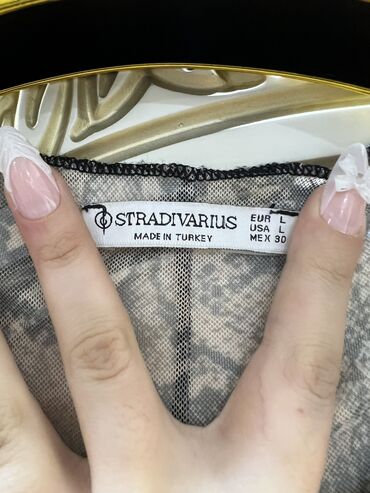 STRADIVARIUS
MADE IN TURKEY
EUR L
USA L
MEX 30